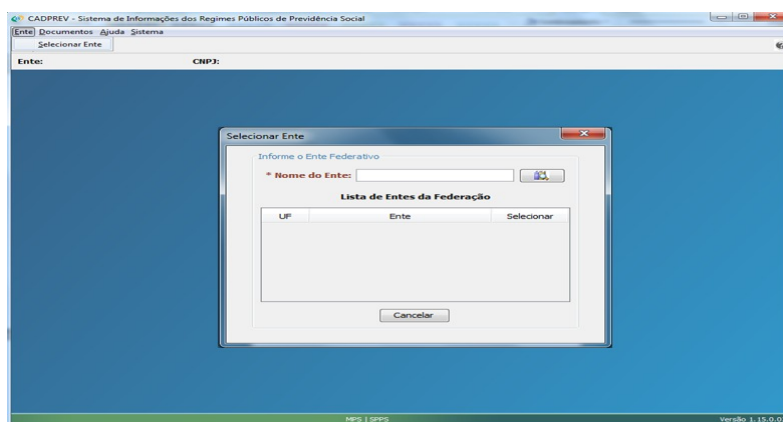 CADPREV - Sistema de Informações dos Regimes Públicos de Previdência Social
Ente Documentos Ajuda Sistema
Selecionar Ente
Ente: CNPJ:
Selecionar Ente
Informe o Ente Federativo
* Nome do Ente:
Lista de Entes da Federação
UF Ente Selecionar
Cancelar
MPS | SPPS Versão 1.15.0.0